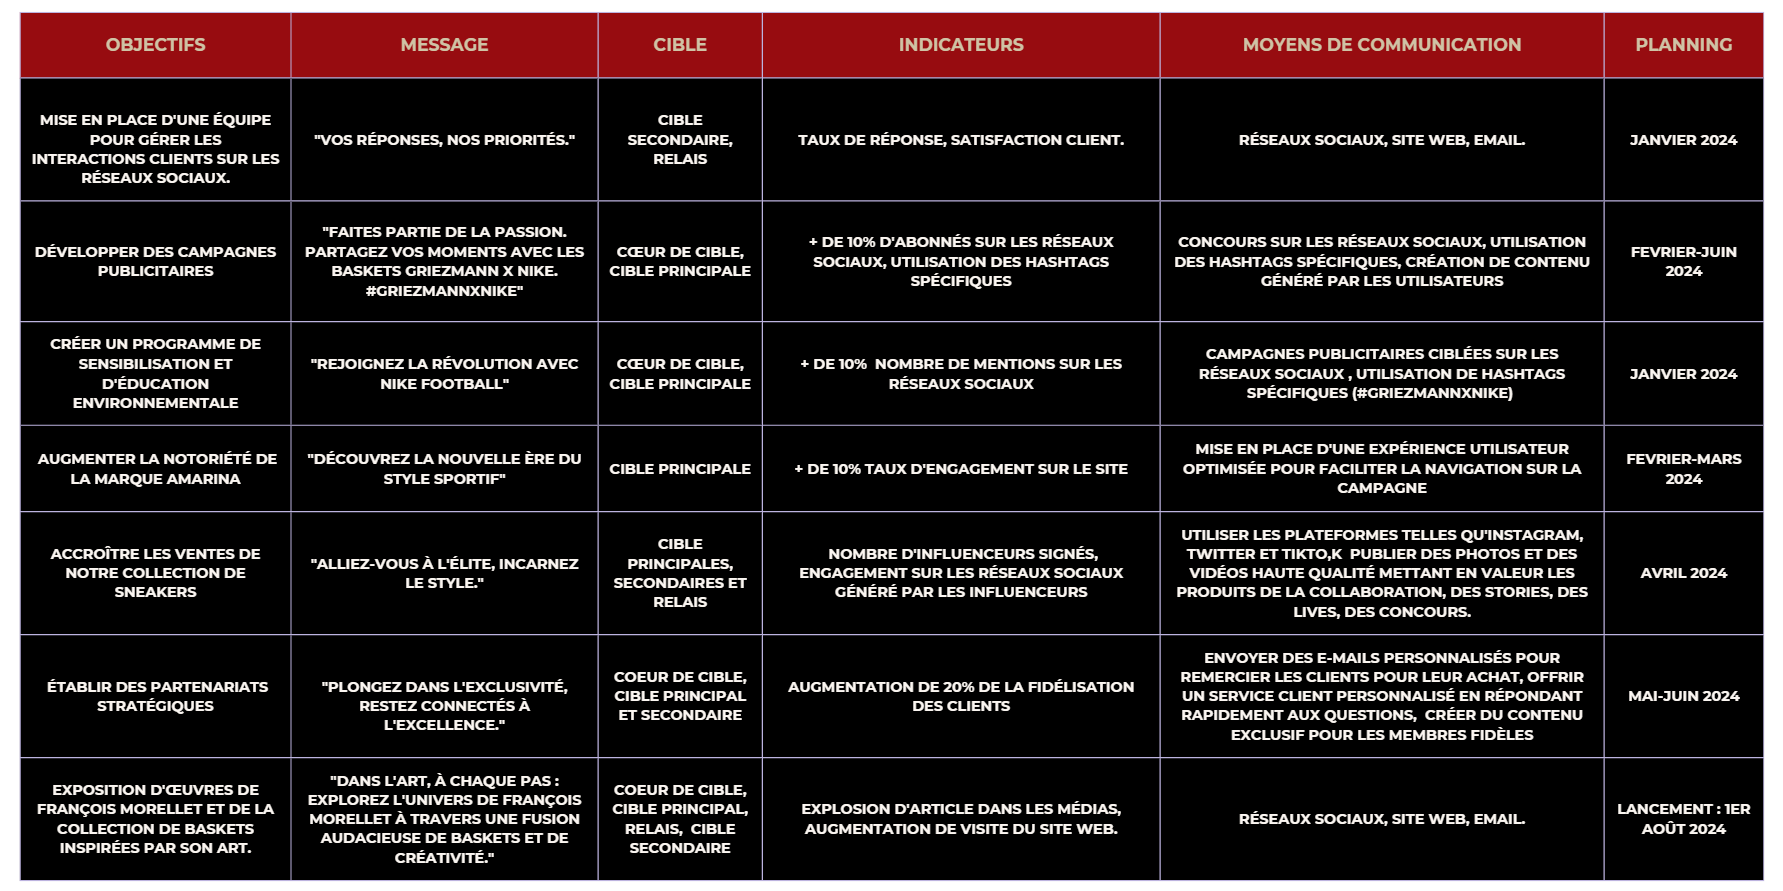 OBJECTIFS
MESSAGE
CIBLE
INDICATEURS
MOYENS DE COMMUNICATION
PLANNING
MISE EN PLACE D'UNE ÉQUIPE
POUR GÉRER LES
INTERACTIONS CLIENTS SUR LES
RÉSEAUX SOCIAUX.
"VOS RÉPONSES, NOS PRIORITÉS."
CIBLE
SECONDAIRE,
RELAIS
TAUX DE RÉPONSE, SATISFACTION CLIENT.
RÉSEAUX SOCIAUX, SITE WEB, EMAIL.
JANVIER 2024
DÉVELOPPER DES CAMPAGNES
PUBLICITAIRES
"FAITES PARTIE DE LA PASSION.
PARTAGEZ VOS MOMENTS AVEC LES
BASKETS GRIEZMANN X NIKE.
#GRIEZMANNXNIKE"
CŒUR DE CIBLE,
CIBLE PRINCIPALE
+ DE 10% D'ABONNÉS SUR LES RÉSEAUX
SOCIAUX, UTILISATION DES HASHTAGS
SPÉCIFIQUES
CONCOURS SUR LES RÉSEAUX SOCIAUX, UTILISATION
DES HASHTAGS SPÉCIFIQUES, CRÉATION DE CONTENU
GÉNÉRÉ PAR LES UTILISATEURS
FEVRIER-JUIN
2024
CRÉER UN PROGRAMME DE
SENSIBILISATION ET
D'ÉDUCATION
ENVIRONNEMENTALE
"REJOIGNEZ LA RÉVOLUTION AVEC
NIKE FOOTBALL"
CŒUR DE CIBLE,
CIBLE PRINCIPALE
+ DE 10%  NOMBRE DE MENTIONS SUR LES
RÉSEAUX SOCIAUX
CAMPAGNES PUBLICITAIRES CIBLÉES SUR LES
RÉSEAUX SOCIAUX , UTILISATION DE HASHTAGS
SPÉCIFIQUES (#GRIEZMANNXNIKE)
JANVIER 2024
AUGMENTER LA NOTORIÉTÉ DE
LA MARQUE AMARINA
"DÉCOUVREZ LA NOUVELLE ÈRE DU
STYLE SPORTIF"
CIBLE PRINCIPALE
+ DE 10% TAUX D'ENGAGEMENT SUR LE SITE
MISE EN PLACE D'UNE EXPÉRIENCE UTILISATEUR
OPTIMISÉE POUR FACILITER LA NAVIGATION SUR LA
CAMPAGNE
FEVRIER-MARS
2024
ACCROÎTRE LES VENTES DE
NOTRE COLLECTION DE
SNEAKERS
"ALLIEZ-VOUS À L'ÉLITE, INCARNEZ
LE STYLE."
CIBLE
PRINCIPALES,
SECONDAIRES ET
RELAIS
NOMBRE D'INFLUENCEURS SIGNÉS,
ENGAGEMENT SUR LES RÉSEAUX SOCIAUX
GÉNÉRÉ PAR LES INFLUENCEURS
UTILISER LES PLATEFORMES TELLES QU'INSTAGRAM,
TWITTER ET TIKTO,K  PUBLIER DES PHOTOS ET DES
VIDÉOS HAUTE QUALITÉ METTANT EN VALEUR LES
PRODUITS DE LA COLLABORATION, DES STORIES, DES
LIVES, DES CONCOURS.
AVRIL 2024
ÉTABLIR DES PARTENARIATS
STRATÉGIQUES
"PLONGEZ DANS L'EXCLUSIVITÉ,
RESTEZ CONNECTÉS À
L'EXCELLENCE."
COEUR DE CIBLE,
CIBLE PRINCIPAL
ET SECONDAIRE
AUGMENTATION DE 20% DE LA FIDÉLISATION
DES CLIENTS
ENVOYER DES E-MAILS PERSONNALISÉS POUR
REMERCIER LES CLIENTS POUR LEUR ACHAT, OFFRIR
UN SERVICE CLIENT PERSONNALISÉ EN RÉPONDANT
RAPIDEMENT AUX QUESTIONS,  CRÉER DU CONTENU
EXCLUSIF POUR LES MEMBRES FIDÈLES
MAI-JUIN 2024
EXPOSITION D'ŒUVRES DE
FRANÇOIS MORELLET ET DE LA
COLLECTION DE BASKETS
INSPIRÉES PAR SON ART.
"DANS L'ART, À CHAQUE PAS :
EXPLOREZ L'UNIVERS DE FRANÇOIS
MORELLET À TRAVERS UNE FUSION
AUDACIEUSE DE BASKETS ET DE
CRÉATIVITÉ."
COEUR DE CIBLE,
CIBLE PRINCIPAL,
RELAIS,  CIBLE
SECONDAIRE
EXPLOSION D'ARTICLE DANS LES MÉDIAS,
AUGMENTATION DE VISITE DU SITE WEB.
RÉSEAUX SOCIAUX, SITE WEB, EMAIL.
LANCEMENT : 1ER
AOÛT 2024